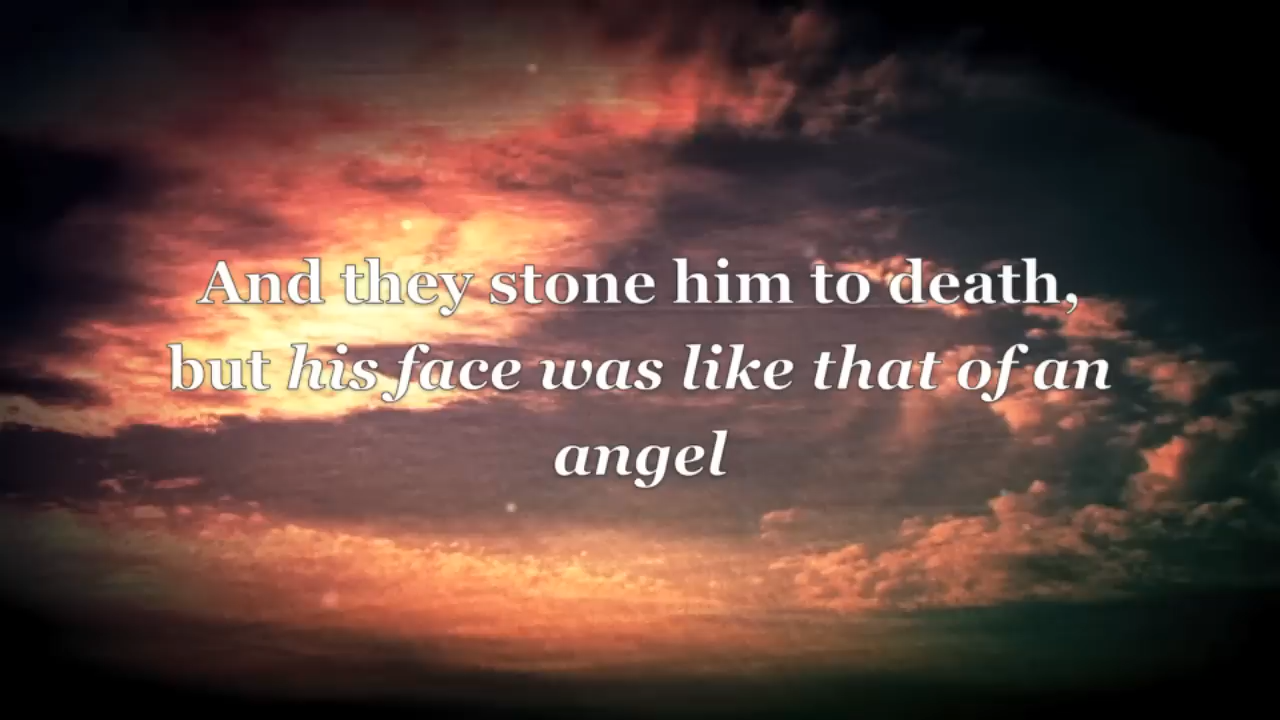 And they stone him to death,
but his face was like that of an
angel